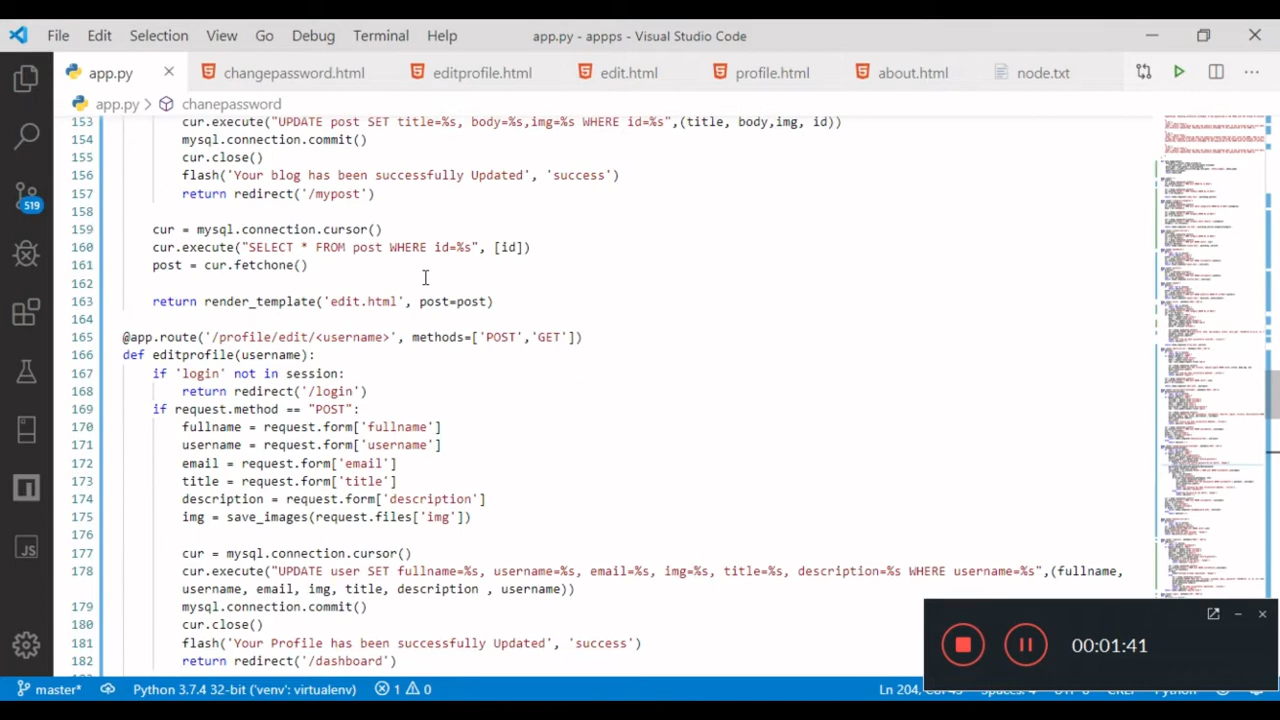 File Edit Selection View Go Debug Terminal Help app.py - appps - Visual Studio Code
app.py changepassword.html editprofile.html edit.html profile.html about.html node.txt
app.py > chanepassword
153 cur.execute("UPDATE post SET title=%s, body=%s,img=%s WHERE id=%s",(title, body,img, id))
154 mysql.connection.commit()
155 cur.close()
156 flash('Your blog has been successfully Posted', 'success')
157 return redirect('/post')
158
159 cur = mysql.connection.cursor()
160 cur.execute("SELECT * FROM post WHERE id=%s",
161 post = cur.fetchone()
162
163 return render_template('edit.html', post=post)
164
165 @app.route('/profile/ methods=['POST','GET'])
166 def editprofile(username):
167 if 'login' not in session:
168 return redirect('/login')
169 if request.method == "POST":
170 fullname = request.form['fullname']
171 username = request.form['username']
172 email = request.form['email']
173 title = request.form['title']
174 description = request.form['description']
175 img =
176
177 cur = mysql.connection.cursor()
178 cur.execute("UPDATE SET fullname=%s, username=%s, email=%s, img=%s, title=%s, description=%s WHERE username=%s",(fullname,
username, email, img, title, description, username))
179 mysql.connection.commit()
180 cur.close()
181 flash('Your Profile has been successfully Updated', 'success')
182 return redirect('/dashboard')
519
JS
00:01:41
master* Python 3.7.4 32-bit ('venv': virtualenv) 1 0 Ln 204,